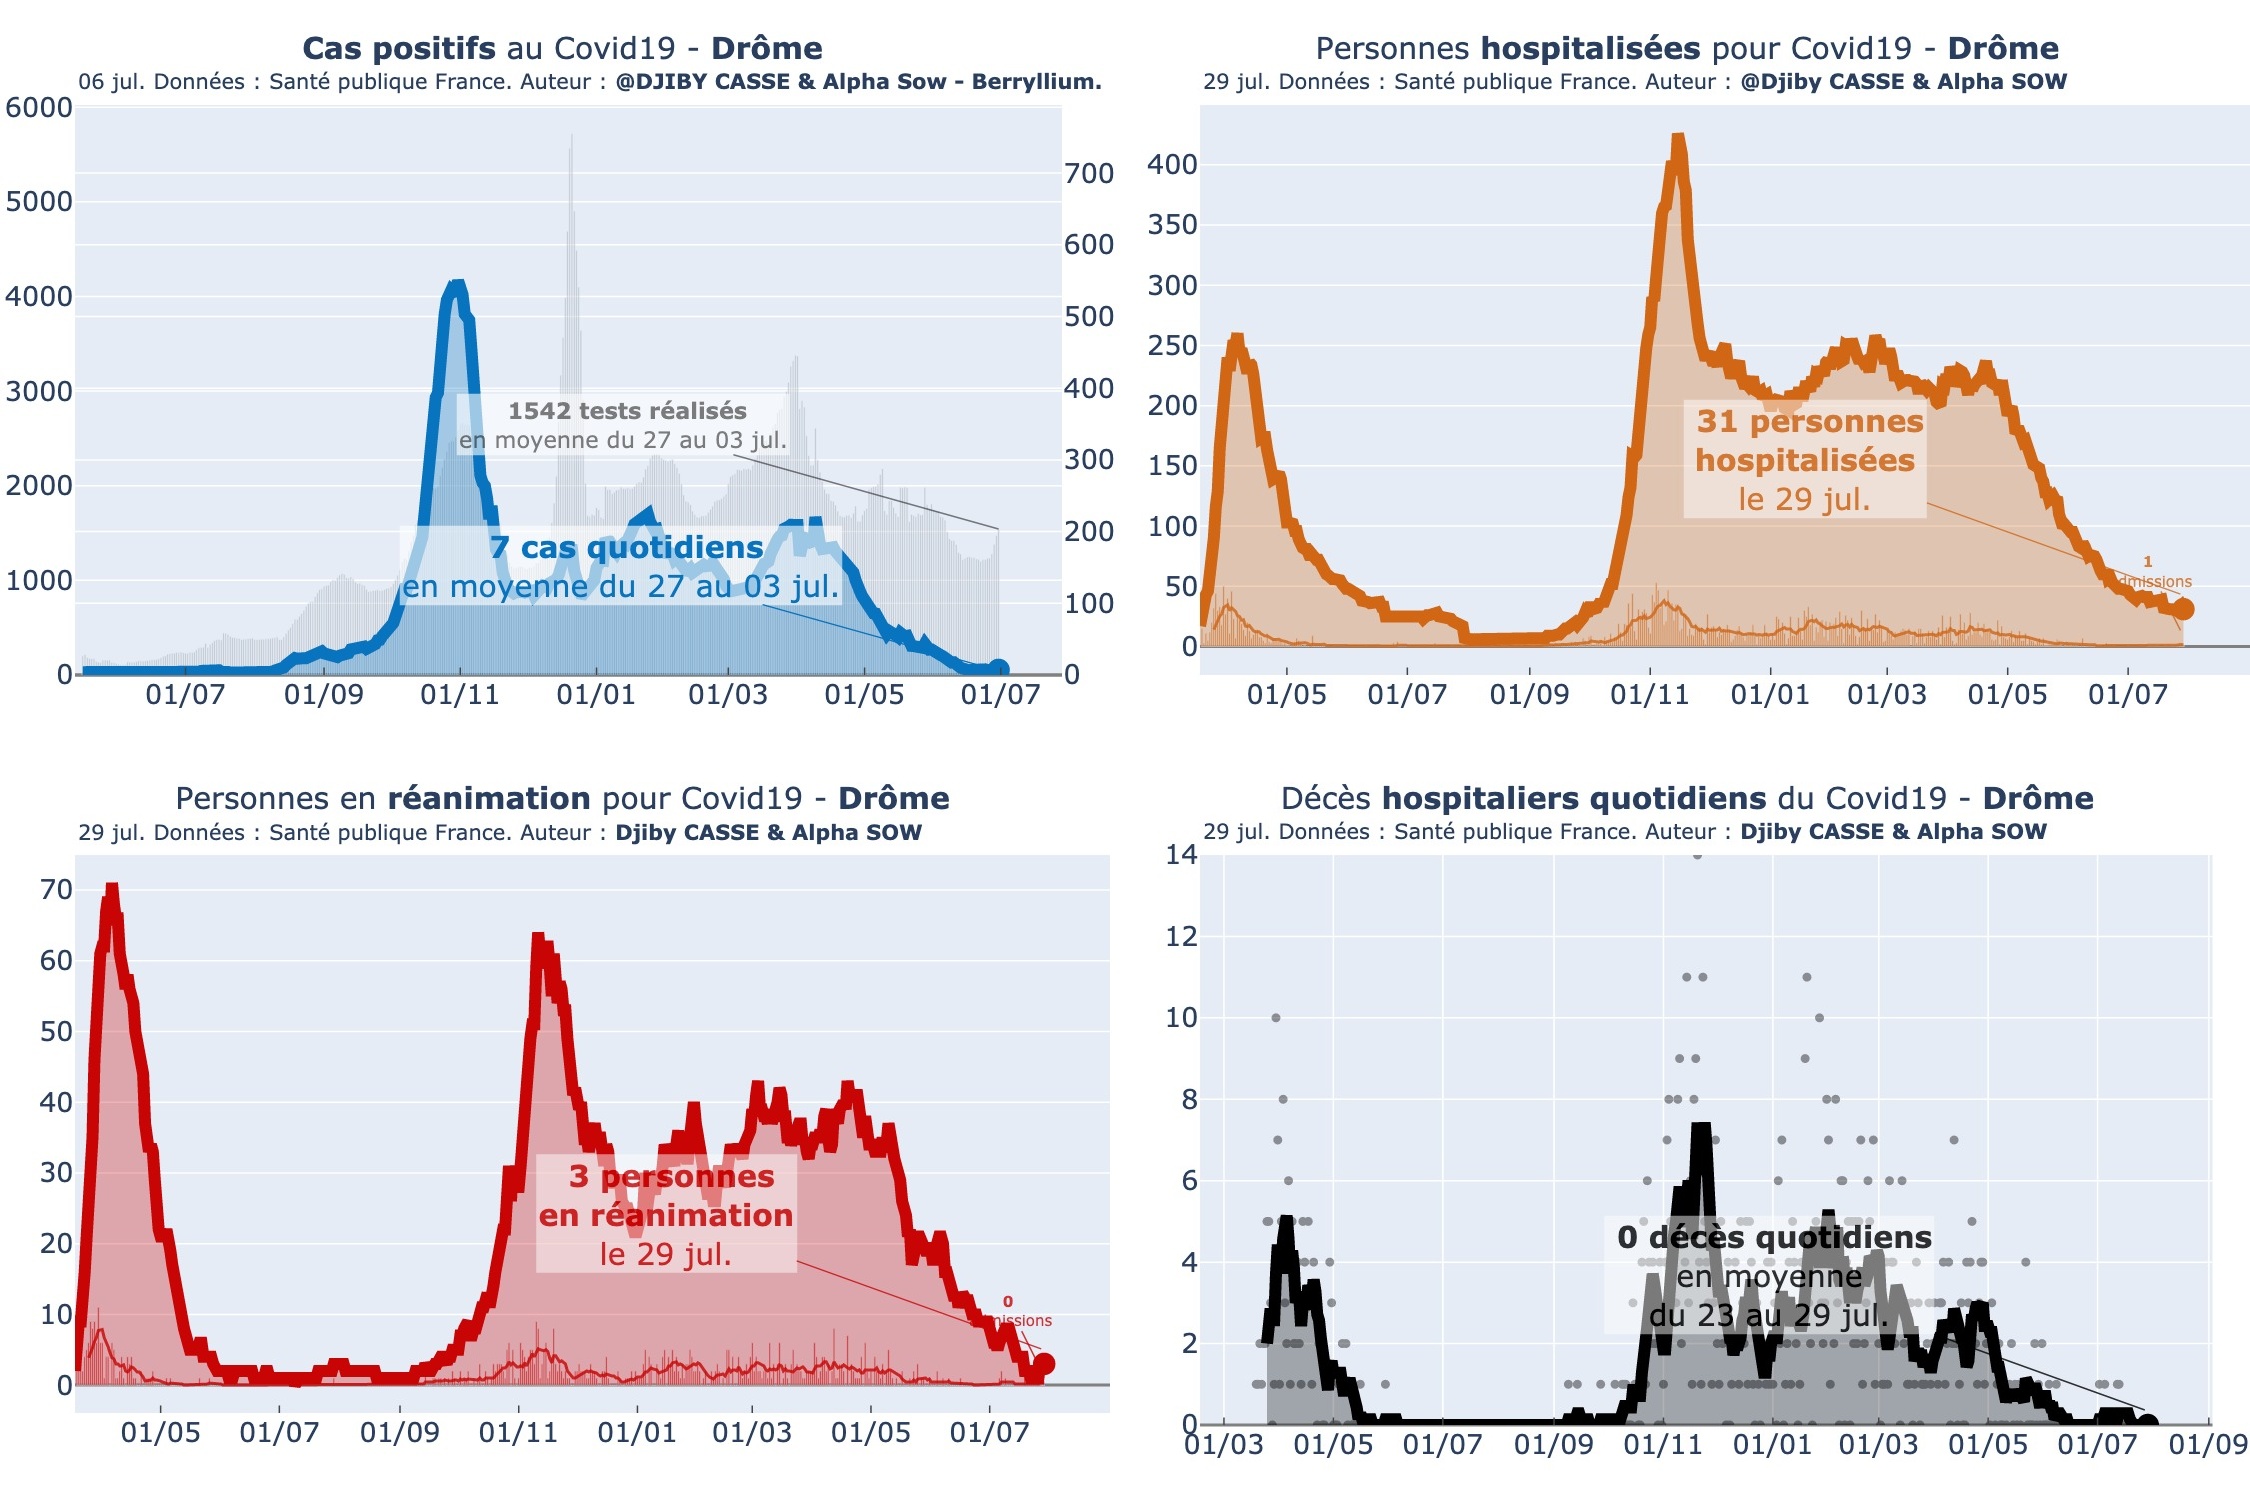 Cas positifs au Covid19 - Drôme
06 jul. Données : Santé publique France. Auteur : @DJIBY CASSE & Alpha Sow - Berryllium.
6000
5000
4000
3000
2000
1000
0
700
600
500
400
300
200
100
0
1542 tests réalisés
en moyenne du 27 au 03 jul.
7 cas quotidiens
en moyenne du 27 au 03 jul.
01/07 01/09 01/11 01/01 01/03 01/05 01/07
Personnes hospitalisées pour Covid19 - Drôme
29 jul. Données : Santé publique France. Auteur : @Djiby CASSE & Alpha SOW
400
350
300
250
200
150
100
50
0
31 personnes
hospitalisées
le 29 jul.
1
01/05 01/07 01/09 01/11 01/01 01/03 01/05 01/07
Personnes en réanimation pour Covid19 - Drôme
29 jul. Données : Santé publique France. Auteur : Djiby CASSE & Alpha SOW
70
60
50
40
30
20
10
0
3 personnes
en réanimation
le 29 jul.
0
01/05 01/07 01/09 01/11 01/01 01/03 01/05 01/07
Décès hospitaliers quotidiens du Covid19 - Drôme
29 jul. Données : Santé publique France. Auteur : Djiby CASSE & Alpha SOW
14
12
10
8
6
4
2
0
0 décès quotidiens
en moyenne
du 23 au 29 jul.
01/03 01/05 01/07 01/09 01/11 01/01 01/03 01/05 01/07 01/09